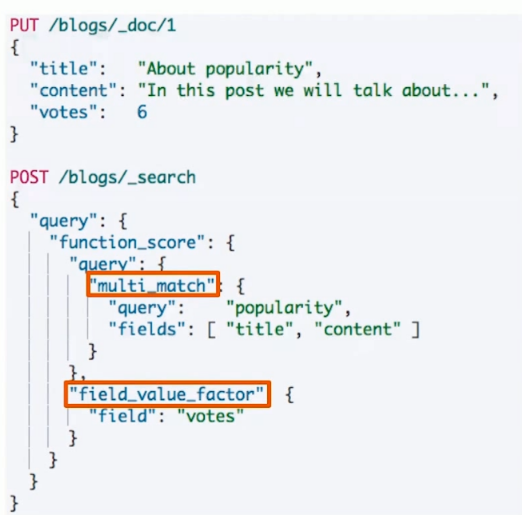 PUT /blogs/_doc/1
{
  "title":   "About popularity",
  "content": "In this post we will talk about...",
  "votes":   6
}
POST /blogs/_search
{
  "query": {
    "function_score": {
      "query": {
        "multi_match": {
          "query":    "popularity",
          "fields": [ "title", "content" ]
        }
      },
      "field_value_factor" {
        "field": "votes"
      }
    }
  }
}